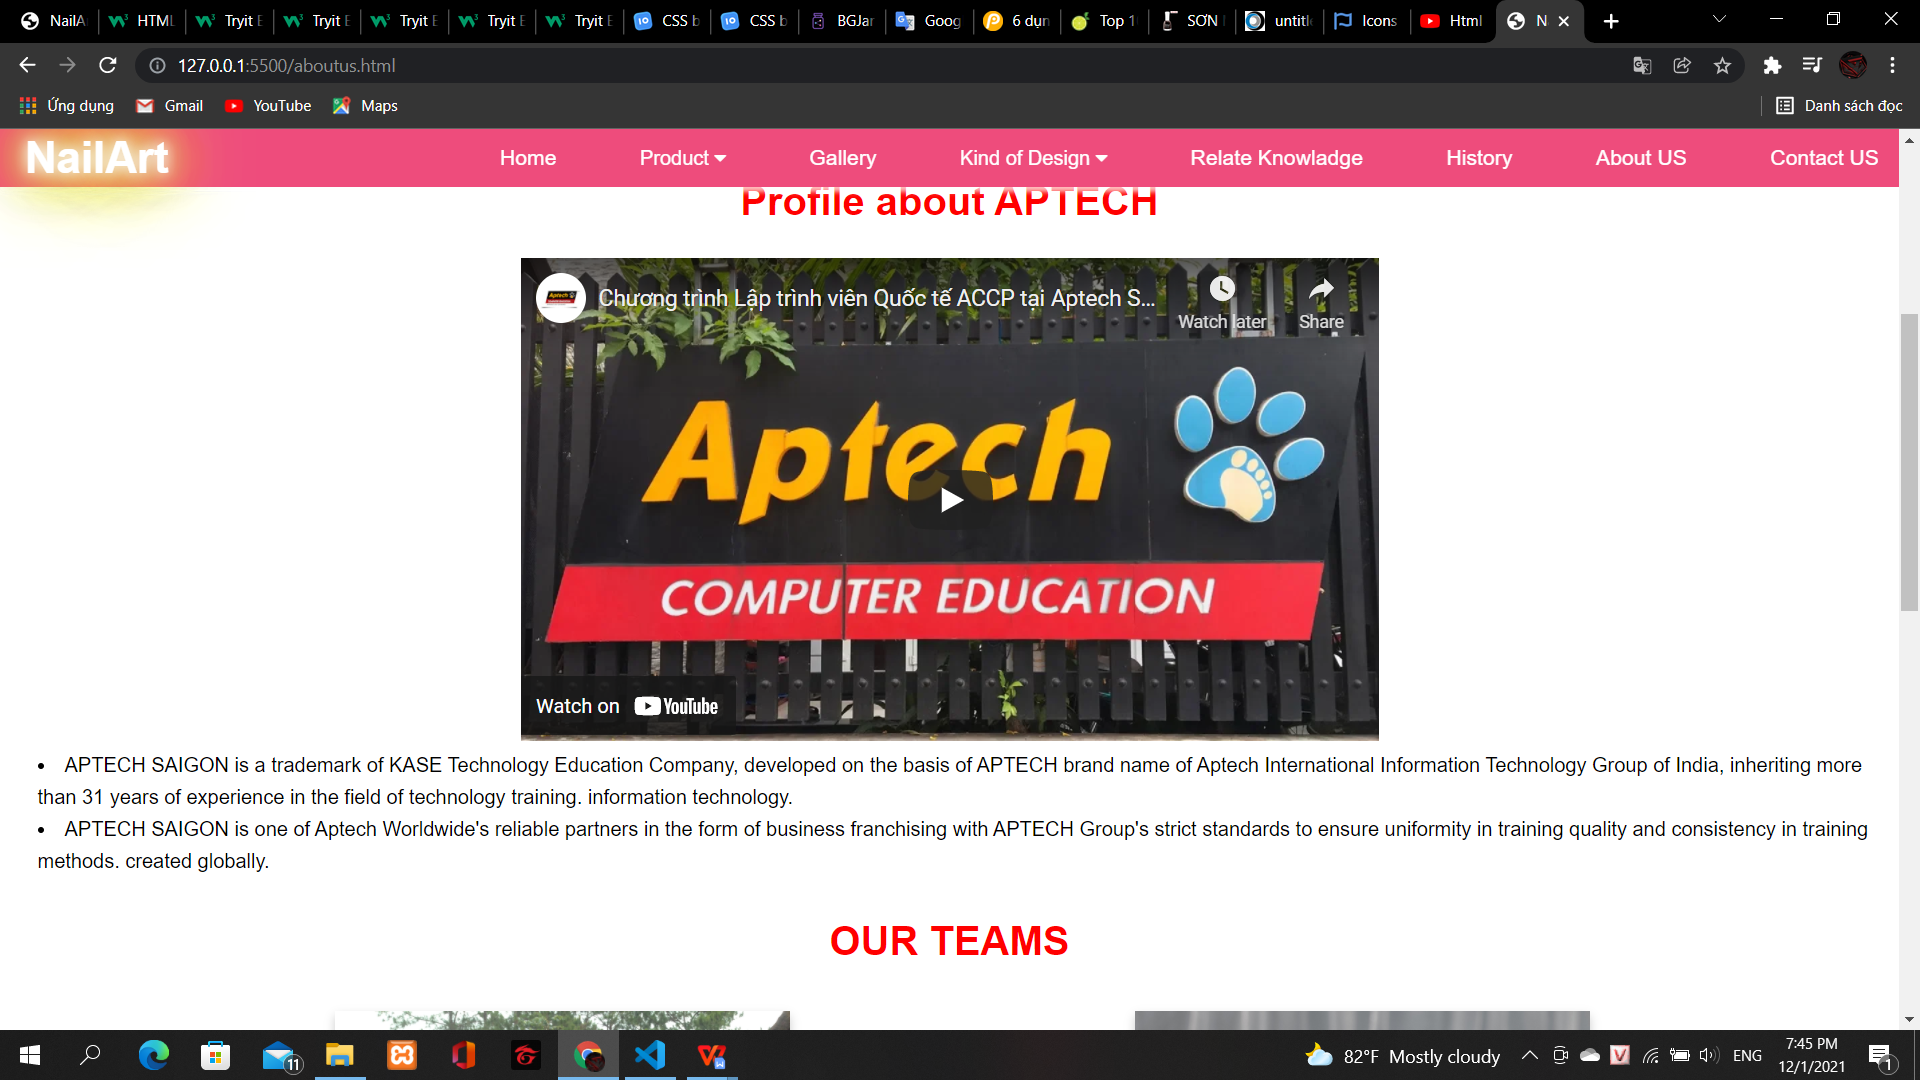 NailA
HTML
Tryit E
Tryit E
Tryit E
Tryit E
Tryit E
CSS b
CSS b
BGJar
Goog
6 dụn
Top 1
SƠN
untitl
Icons
Html
N
127.0.0.1:5500/aboutus.html
Ứng dụng
Gmail
YouTube
Maps
Danh sách đọc
NailArt
Home
Product
Gallery
Kind of Design
Relate Knowladge
History
About US
Contact US
Profile about APTECH
Aptech
Chương trình Lập trình viên Quốc tế ACCP tại Aptech S...
Watch later
Share
Aptech
COMPUTER EDUCATION
Watch on YouTube
• APTECH SAIGON is a trademark of KASE Technology Education Company, developed on the basis of APTECH brand name of Aptech International Information Technology Group of India, inheriting more
than 31 years of experience in the field of technology training. information technology.
• APTECH SAIGON is one of Aptech Worldwide's reliable partners in the form of business franchising with APTECH Group's strict standards to ensure uniformity in training quality and consistency in training
methods. created globally.
OUR TEAMS
11
82°F Mostly cloudy
V
ENG
7:45 PM
12/1/2021
1